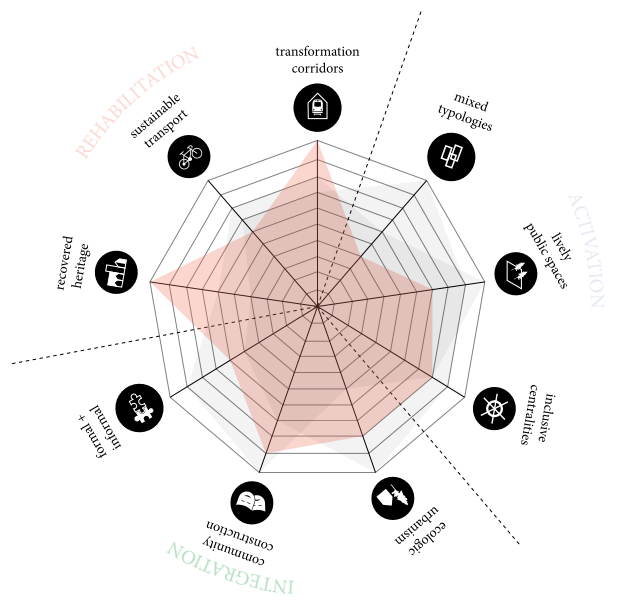 transformation
corridors
mixed
typologies
lively
public spaces
ACTIVATION
inclusive
centralities
ecologic
urbanism
community
construction
INTEGRATION
formal +
informal
recovered
heritage
sustainable
transport
REHABILITATION